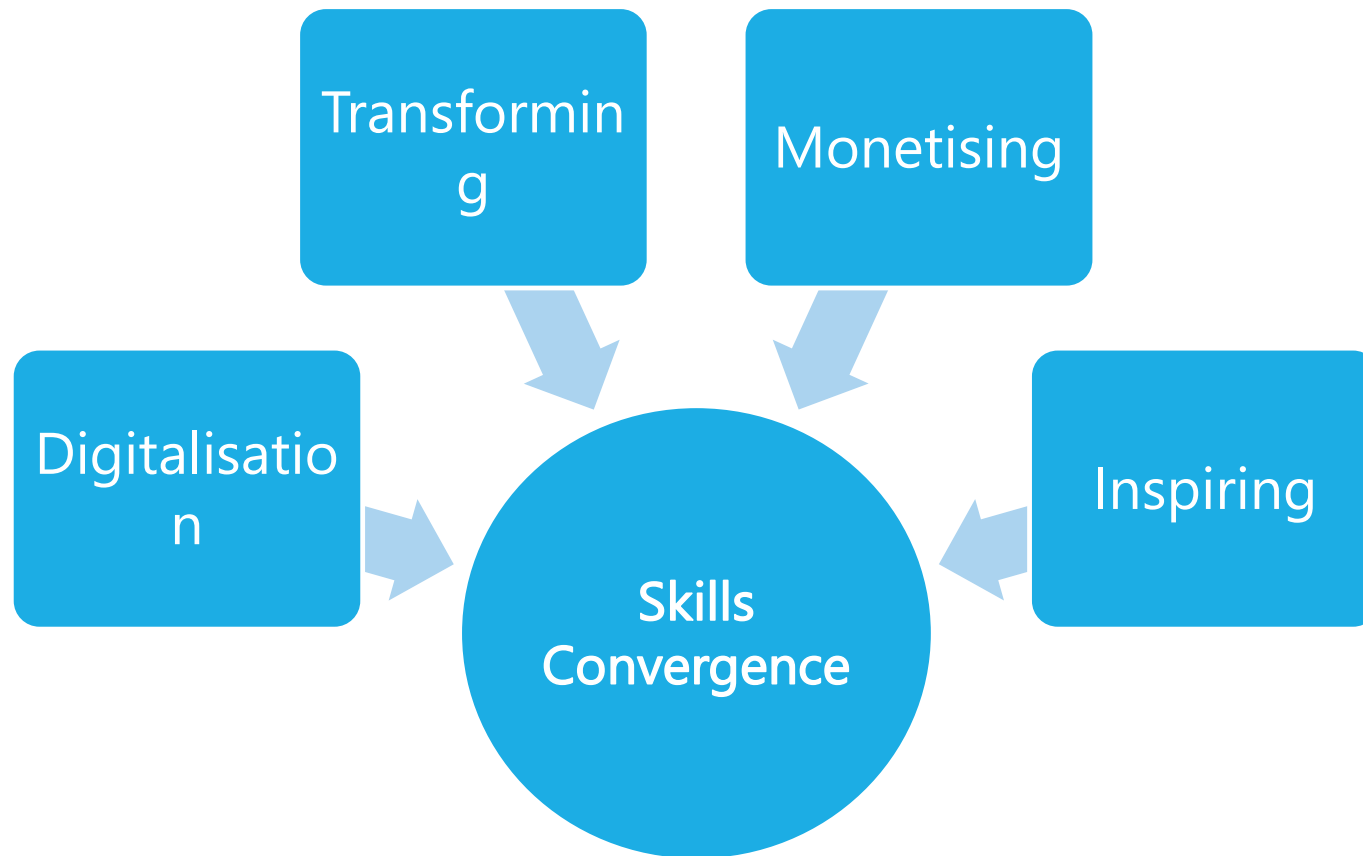 Transformin
g
Monetising
Digitalisatio
n
Inspiring
Skills
Convergence